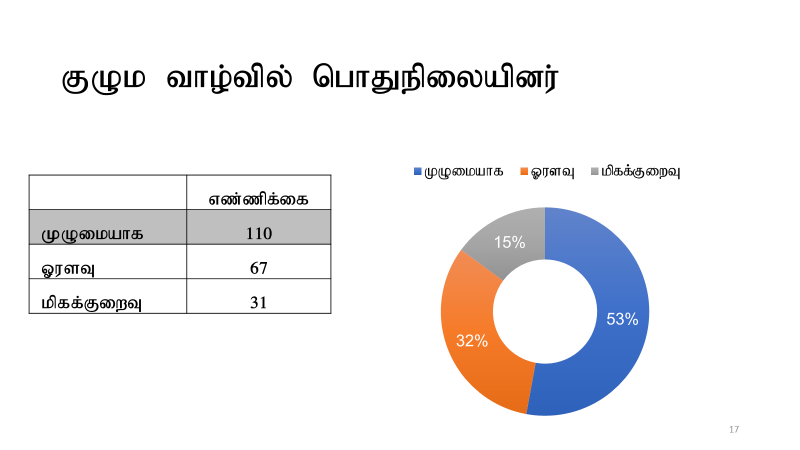 குழும வாழ்வில் பொதுநிலையினர்
எண்ணிக்கை
முழுமையாக 110
ஓரளவு 67
மிகக்குறைவு 31
முழுமையாக ஓரளவு மிகக்குறைவு
15%
53%
32%
17